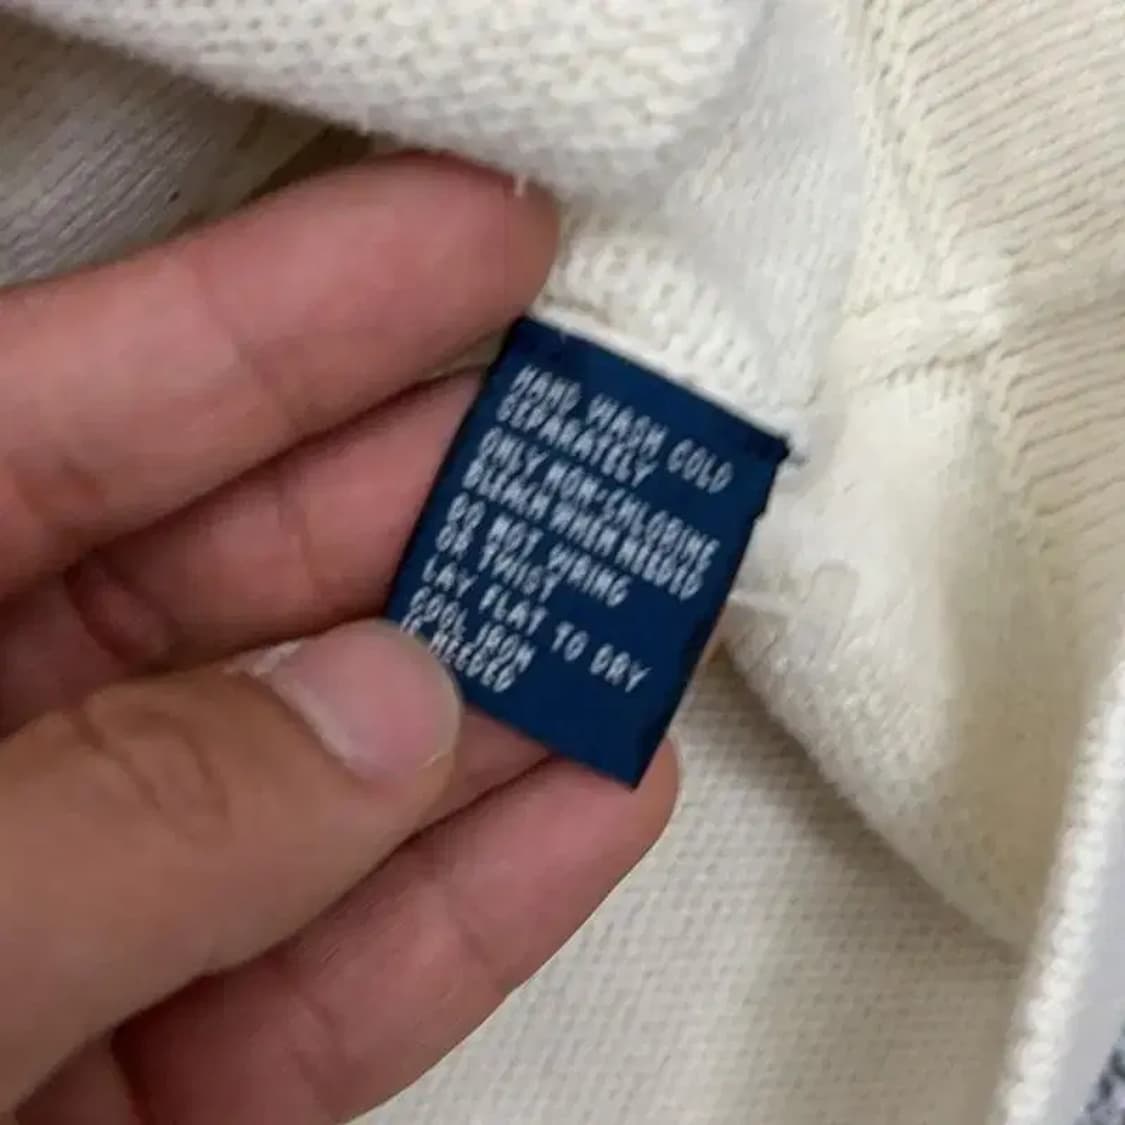 HAND WASH COLD
SEPARATELY
ONLY NON-CHLORINE
BLEACH WHEN NEEDED
DO NOT WRING
OR TWIST
LAY FLAT TO DRY
COOL IRON
IF NEEDED